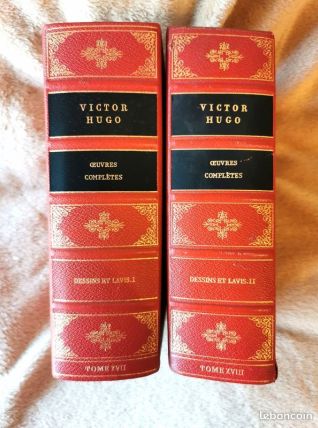 VICTOR
HUGO
ŒUVRES
COMPLÈTES
DESSINS ET LAVIS. I
TOME XVII
VICTOR
HUGO
ŒUVRES
COMPLÈTES
DESSINS ET LAVIS. II
TOME XVIII
leboncoin